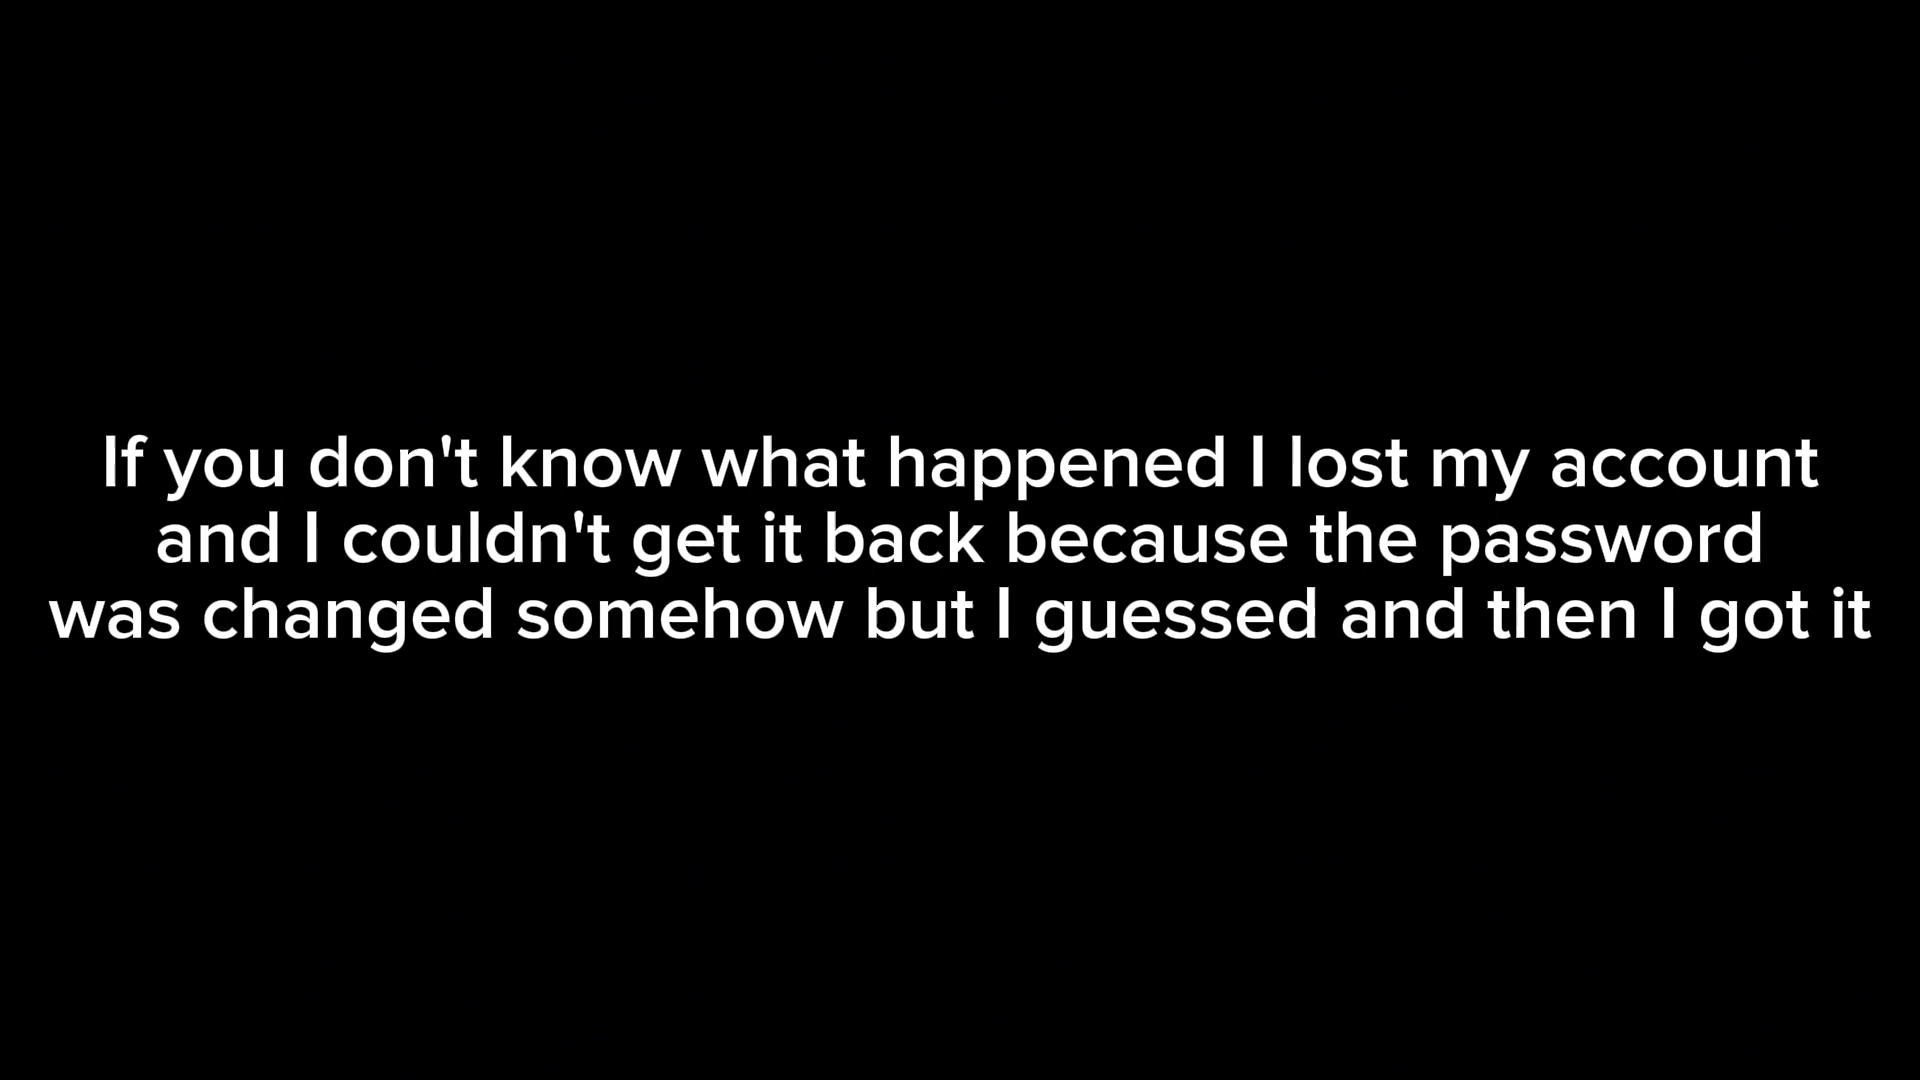 If you don't know what happened I lost my account
and I couldn't get it back because the password
was changed somehow but I guessed and then I got it